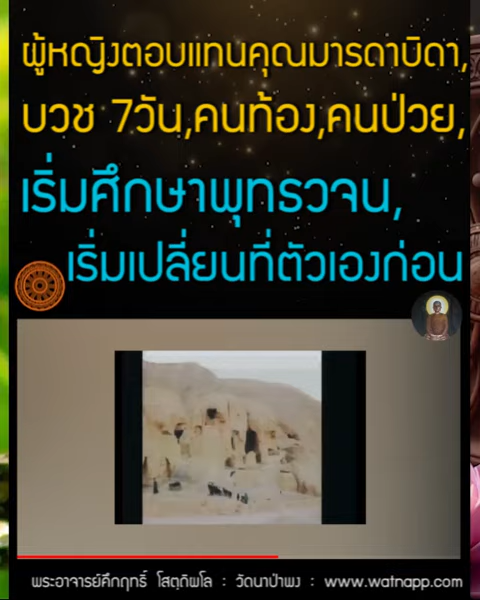 ผู้หญิงตอบแทนคุณมารดาบิดา,
บวช 7วัน,คนท้อง,คนป่วย,
เริ่มศึกษาพุทธวจน,
เริ่มเปลี่ยนที่ตัวเองก่อน
พระอาจารย์คึกฤทธิ์ โสตฺถิผโล : วัดนาป่าพง : www.watnapp.com